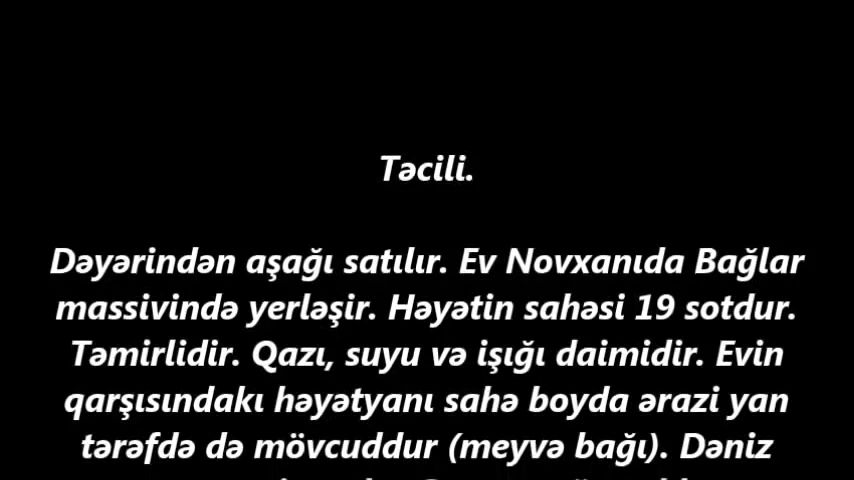 Təcili.
Dəyərindən aşağı satılır. Ev Novxanıda Bağlar
massivində yerləşir. Həyətin sahəsi 19 sotdur.
Təmirlidir. Qazı, suyu və işığı daimidir. Evin
qarşısındakı həyətyanı sahə boyda ərazi yan
tərəfdə də mövcuddur (meyvə bağı). Dəniz